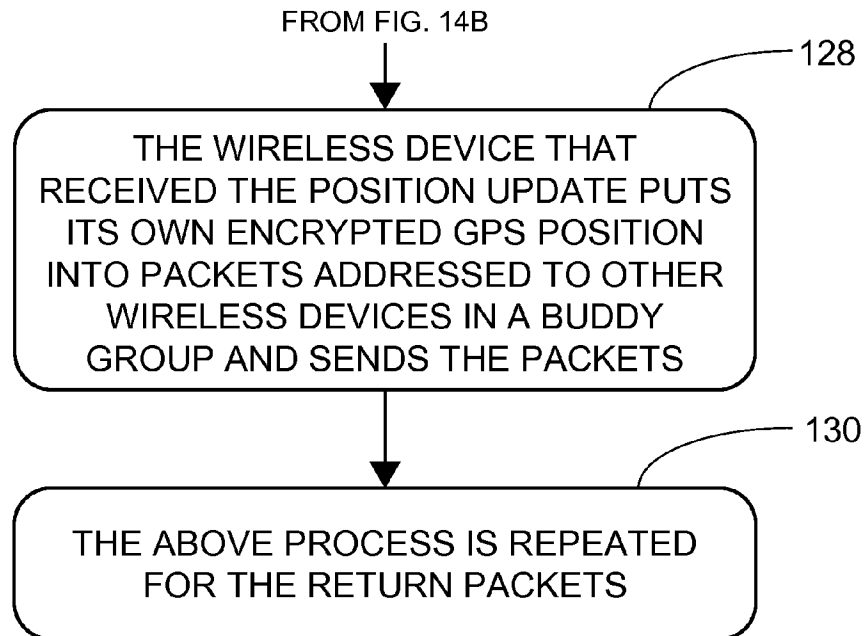 FROM FIG. 14B
128
THE WIRELESS DEVICE THAT
RECEIVED THE POSITION UPDATE PUTS
ITS OWN ENCRYPTED GPS POSITION
INTO PACKETS ADDRESSED TO OTHER
WIRELESS DEVICES IN A BUDDY
GROUP AND SENDS THE PACKETS
130
THE ABOVE PROCESS IS REPEATED
FOR THE RETURN PACKETS